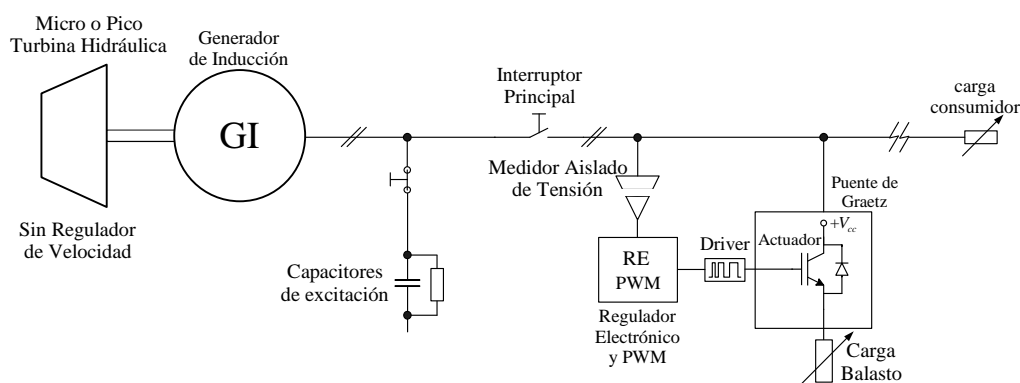 Micro o Pico
Turbina Hidráulica
Generador
de Inducción
GI
Sin Regulador
de Velocidad
Interruptor
Principal
carga
consumidor
Medidor Aislado
de Tensión
Puente de
Graetz
+Vcc
Actuador
Driver
RE
PWM
Capacitores
de excitación
Regulador
Electrónico
y PWM
Carga
Balasto